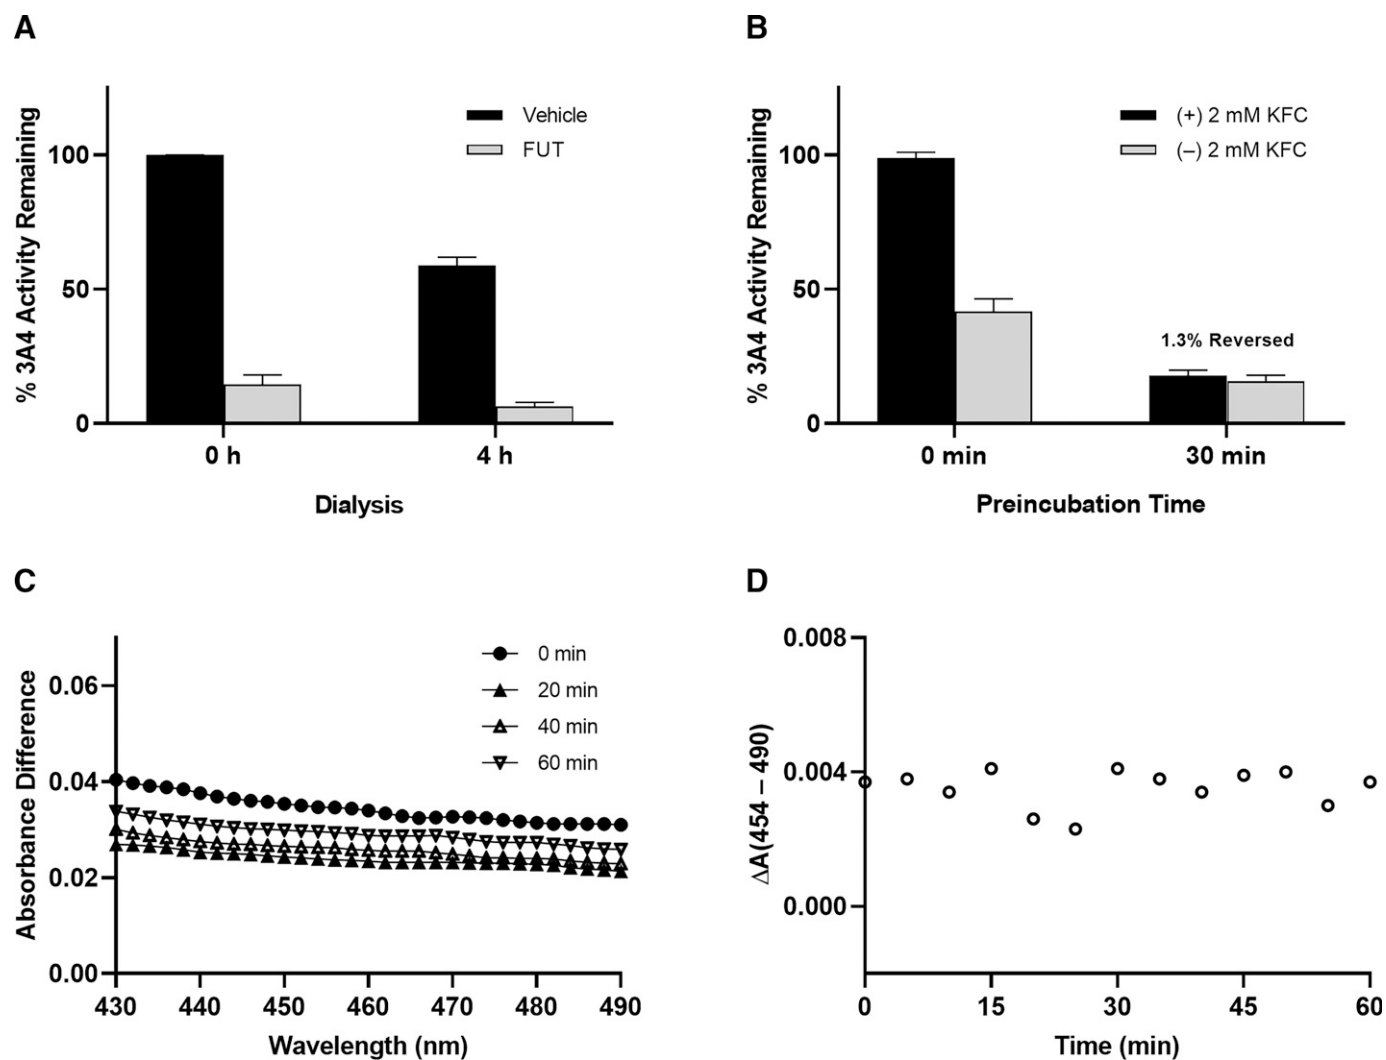 A
% 3A4 Activity Remaining
100
50
0
Vehicle
FUT
0 h
4 h
Dialysis
B
% 3A4 Activity Remaining
100
50
0
(+) 2 mM KFC
(–) 2 mM KFC
1.3% Reversed
0 min
30 min
Preincubation Time
C
Absorbance Difference
0.06
0.04
0.02
0.00
0 min
20 min
40 min
60 min
430 440 450 460 470 480 490
Wavelength (nm)
D
ΔA(454 – 490)
0.008
0.004
0.000
0 15 30 45 60
Time (min)